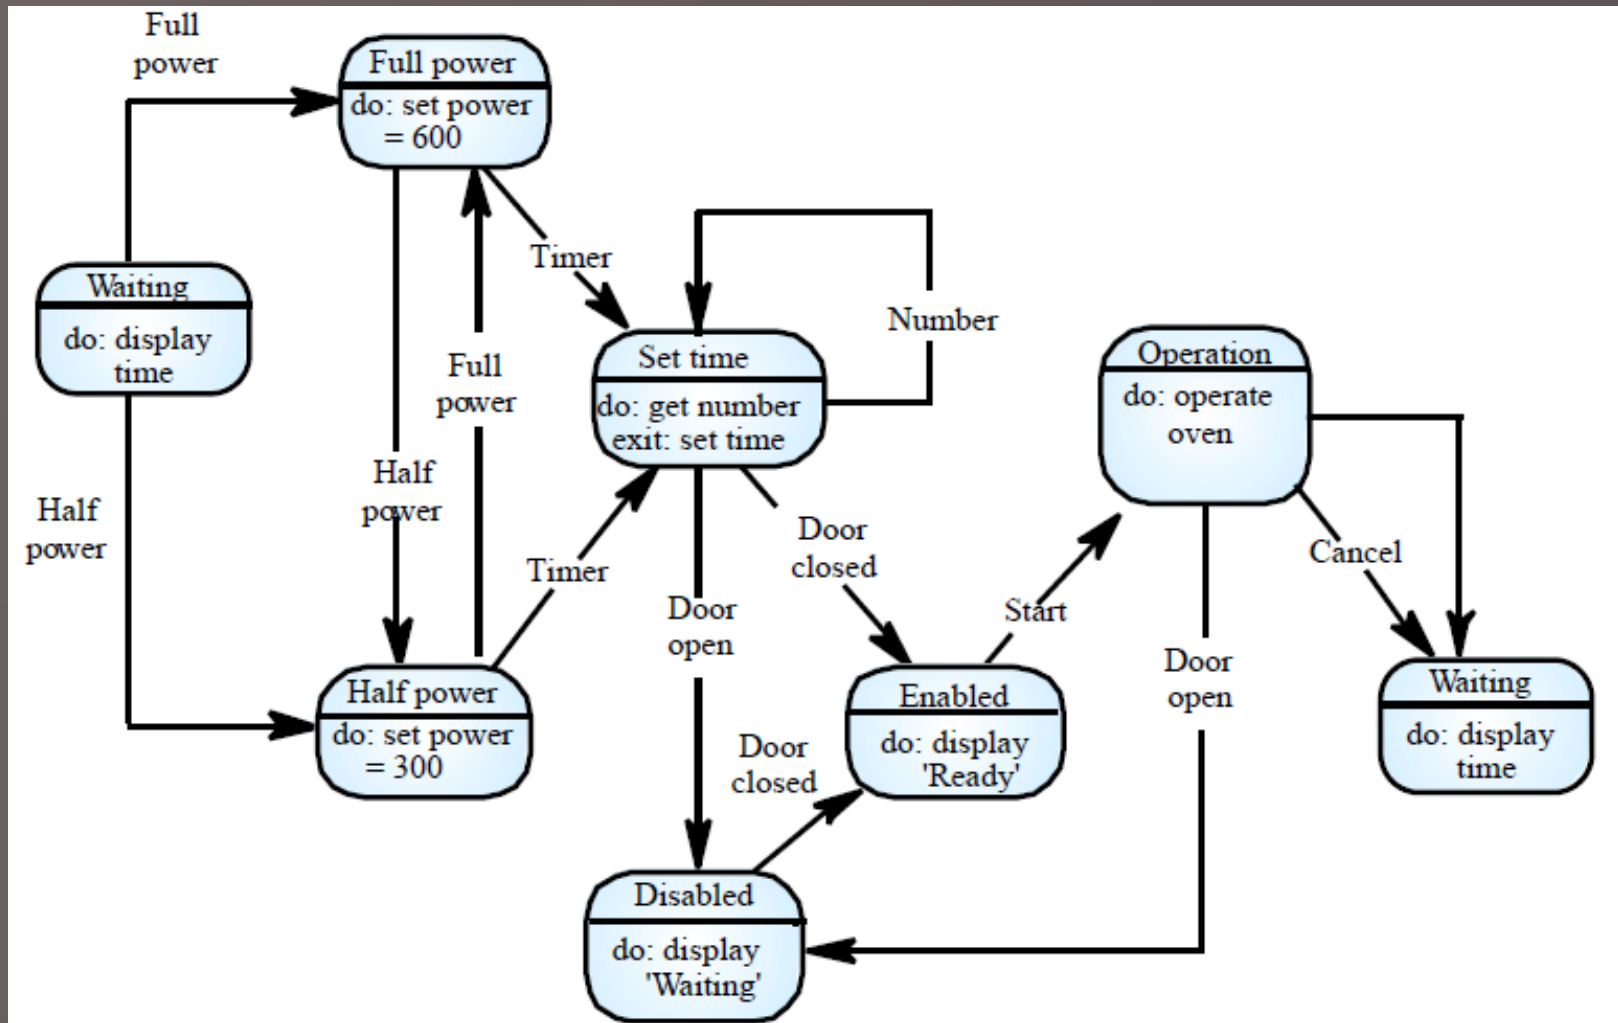 Full
power
Full power
do: set power
= 600
Waiting
do: display
time
Half
power
Half
power
Full
power
Timer
Half power
do: set power
= 300
Timer
Set time
do: get number
exit: set time
Number
Door
open
Door
closed
Door
closed
Disabled
do: display
'Waiting'
Enabled
do: display
'Ready'
Start
Operation
do: operate
oven
Door
open
Cancel
Waiting
do: display
time